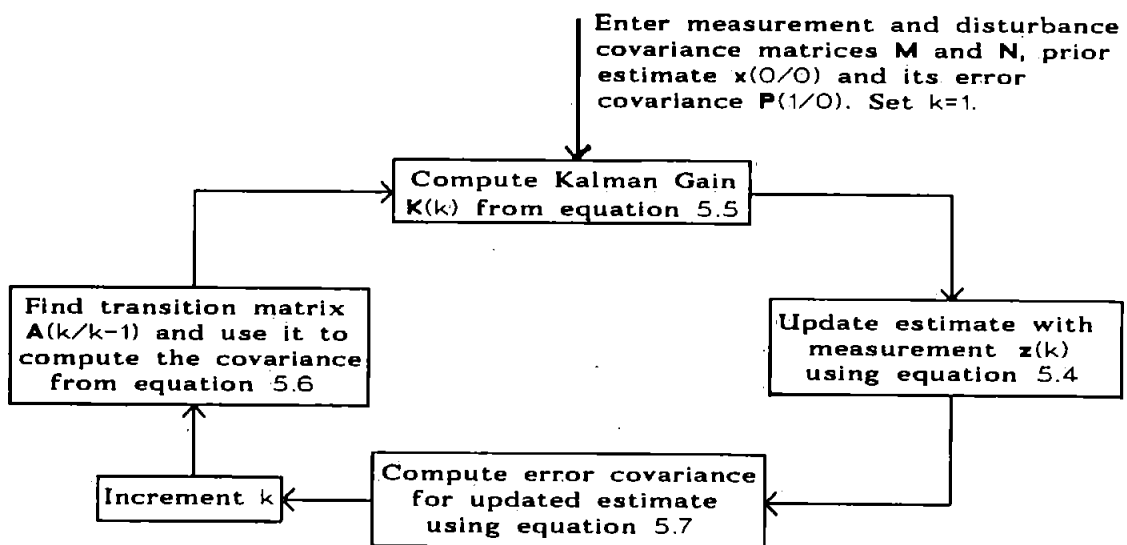 Enter measurement and disturbance
covariance matrices M and N, prior
estimate x(0/0) and its error
covariance P(1/0). Set k=1.
Compute Kalman Gain
K(k) from equation 5.5
Update estimate with
measurement z(k)
using equation 5.4
Compute error covariance
for updated estimate
using equation 5.7
Increment k
Find transition matrix
A(k/k-1) and use it to
compute the covariance
from equation 5.6